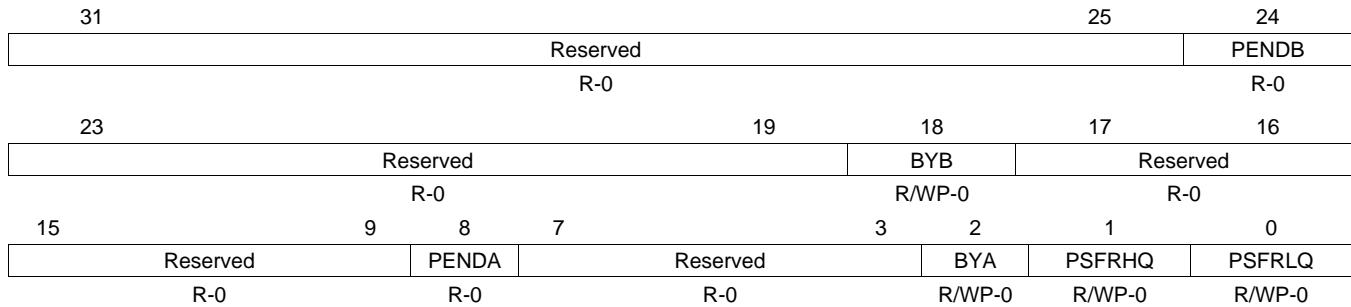 31 25 24
Reserved PENDB
R-0 R-0
23 19 18 17 16
Reserved BYB Reserved
R-0 R/WP-0 R-0
15 9 8 7 3 2 1 0
Reserved PENDA Reserved BYA PSFRHQ PSFRLQ
R-0 R-0 R-0 R/WP-0 R/WP-0 R/WP-0